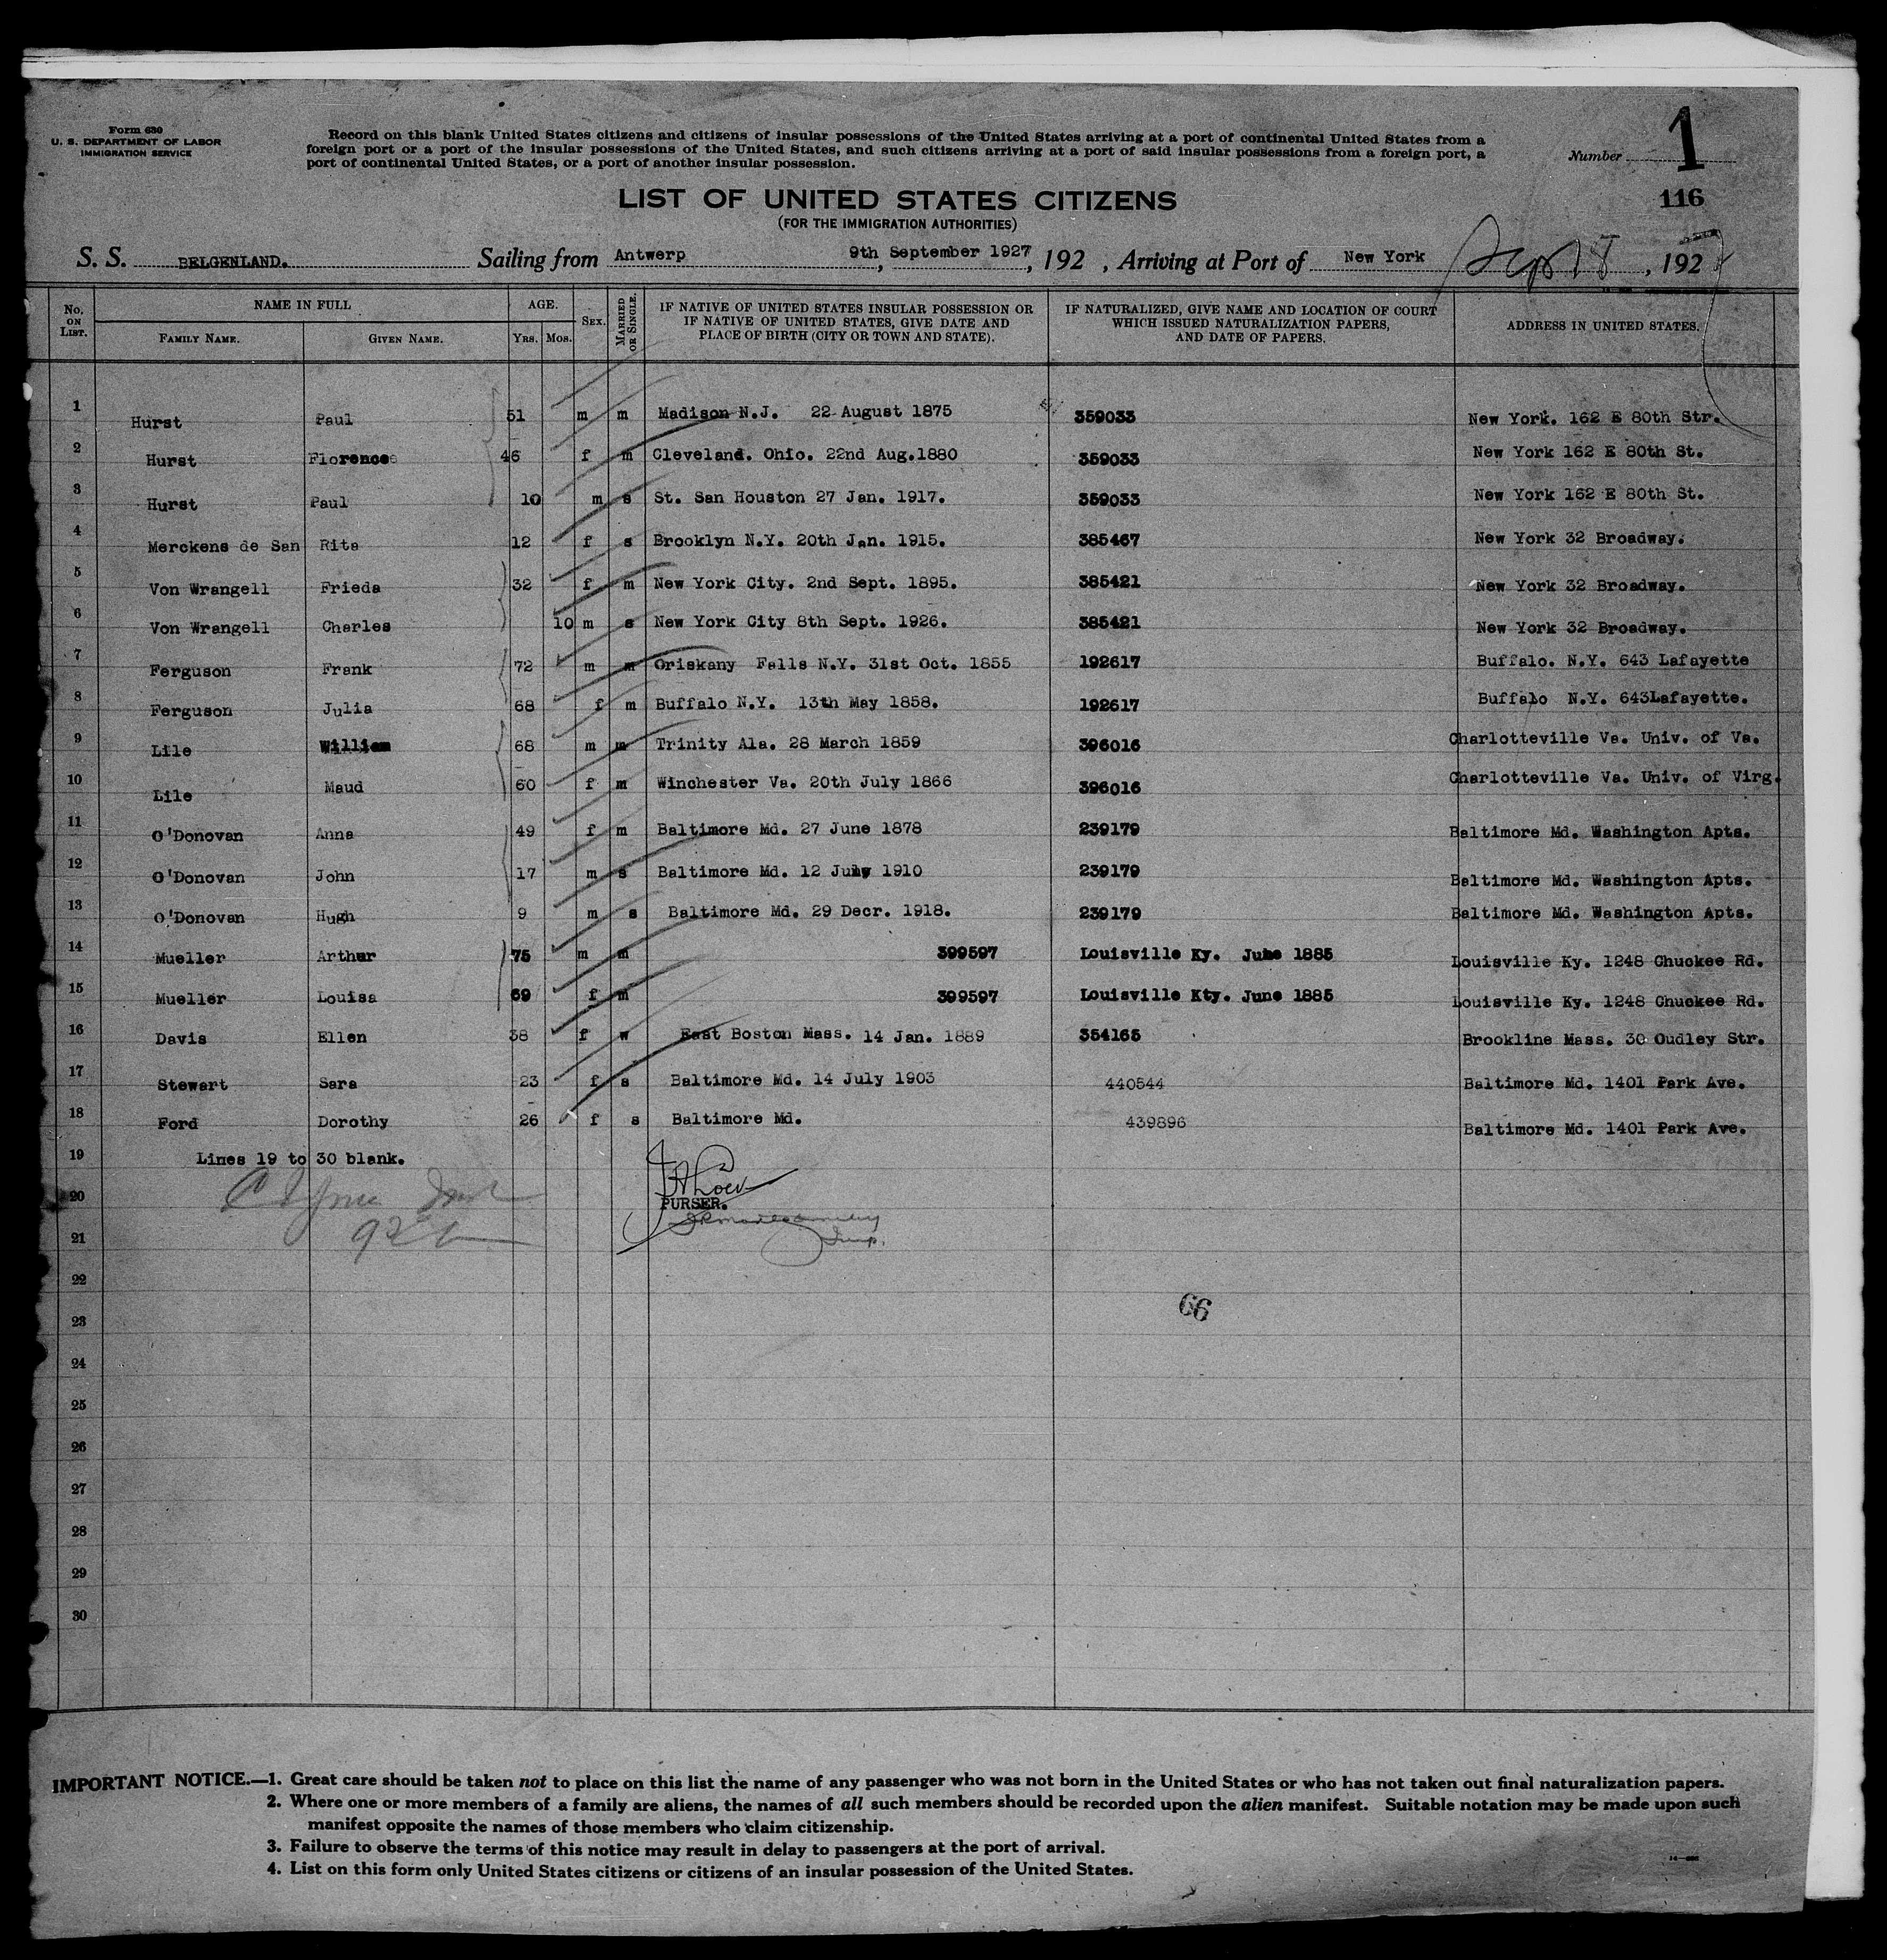 Form 630
U. S. DEPARTMENT OF LABOR
IMMIGRATION SERVICE
Record on this blank United States citizens and citizens of insular possessions of the United States arriving at a port of continental United States from a
foreign port or a port of the insular possessions of the United States, and such citizens arriving at a port of said insular possessions from a foreign port, a
port of continental United States, or a port of another insular possession.
Number 1
116
LIST OF UNITED STATES CITIZENS
(FOR THE IMMIGRATION AUTHORITIES)
S. S. BELGENLAND. Sailing from Antwerp 9th, September 1927, 192 , Arriving at Port of New York Sept 18, 1927
No. ON LIST. NAME IN FULL FAMILY NAME. GIVEN NAME. AGE. YRS. MOS. SEX. MARRIED OR SINGLE. IF NATIVE OF UNITED STATES INSULAR POSSESSION OR IF NATIVE OF UNITED STATES, GIVE DATE AND PLACE OF BIRTH (CITY OR TOWN AND STATE). IF NATURALIZED, GIVE NAME AND LOCATION OF COURT WHICH ISSUED NATURALIZATION PAPERS, AND DATE OF PAPERS. ADDRESS IN UNITED STATES.
1 Hurst Paul 51 m m Madison N.J. 22 August 1875 359033 New York. 162 E 80th Str.
2 Hurst Florence 46 f m Cleveland. Ohio. 22nd Aug.1880 359033 New York 162 E 80th St.
3 Hurst Paul 10 m s St. San Houston 27 Jan. 1917. 359033 New York 162 E 80th St.
4 Merckens de San Rita 12 f s Brooklyn N.Y. 20th Jan. 1915. 385467 New York 32 Broadway.
5 Von Wrangell Frieda 32 f m New York City. 2nd Sept. 1895. 385421 New York 32 Broadway.
6 Von Wrangell Charles 10 m s New York City 8th Sept. 1926. 385421 New York 32 Broadway.
7 Ferguson Frank 72 m m Oriskany Falls N.Y. 31st Oct. 1855 192617 Buffalo. N.Y. 643 Lafayette
8 Ferguson Julia 68 f m Buffalo N.Y. 13th May 1858. 192617 Buffalo N.Y. 643Lafayette.
9 Lile William 68 m m Trinity Ala. 28 March 1859 396016 Charlotteville Va. Univ. of Va.
10 Lile Maud 60 f m Winchester Va. 20th July 1866 396016 Charlotteville Va. Univ. of Virg.
11 O'Donovan Anna 49 f m Baltimore Md. 27 June 1878 239179 Baltimore Md. Washington Apts.
12 O'Donovan John 17 m s Baltimore Md. 12 July 1910 239179 Baltimore Md. Washington Apts.
13 O'Donovan Hugh 9 m s Baltimore Md. 29 Decr. 1918. 239179 Baltimore Md. Washington Apts.
14 Mueller Arthur 75 m m 399597 Louisville Ky. June 1885 Louisville Ky. 1248 Chuckee Rd.
15 Mueller Louisa 69 f m 399597 Louisville Kty. June 1885 Louisville Ky. 1248 Chuckee Rd.
16 Davis Ellen 38 f w East Boston Mass. 14 Jan. 1889 354165 Brookline Mass. 30 Oudley Str.
17 Stewart Sara 23 f s Baltimore Md. 14 July 1903 440544 Baltimore Md. 1401 Park Ave.
18 Ford Dorothy 26 f s Baltimore Md. 439896 Baltimore Md. 1401 Park Ave.
19 Lines 19 to 30 blank.
20 PURSER.
21 Insp.
22
66
23
24
25
26
27
28
29
30
IMPORTANT NOTICE.—1. Great care should be taken not to place on this list the name of any passenger who was not born in the United States or who has not taken out final naturalization papers.
2. Where one or more members of a family are aliens, the names of all such members should be recorded upon the alien manifest. Suitable notation may be made upon such
manifest opposite the names of those members who claim citizenship.
3. Failure to observe the terms of this notice may result in delay to passengers at the port of arrival.
4. List on this form only United States citizens or citizens of an insular possession of the United States.